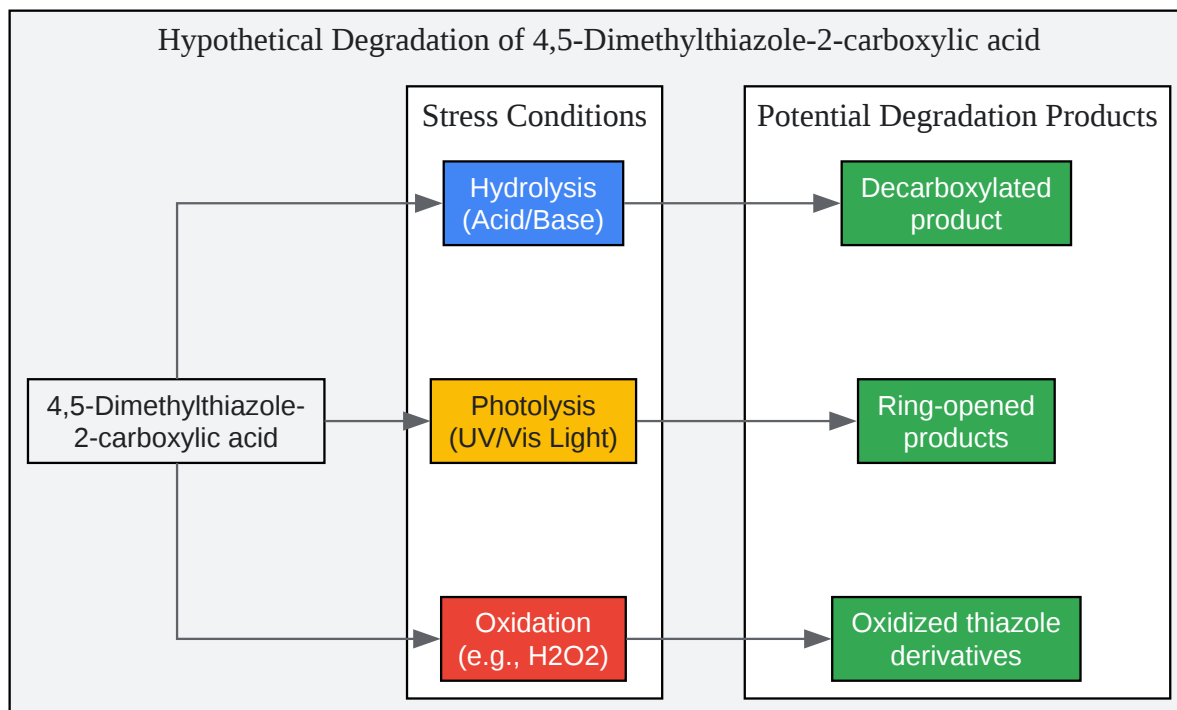 Hypothetical Degradation of 4,5-Dimethylthiazole-2-carboxylic acid
Stress Conditions
Potential Degradation Products
Hydrolysis
(Acid/Base)
Decarboxylated
product
4,5-Dimethylthiazole-
2-carboxylic acid
Photolysis
(UV/Vis Light)
Ring-opened
products
Oxidation
(e.g., H2O2)
Oxidized thiazole
derivatives